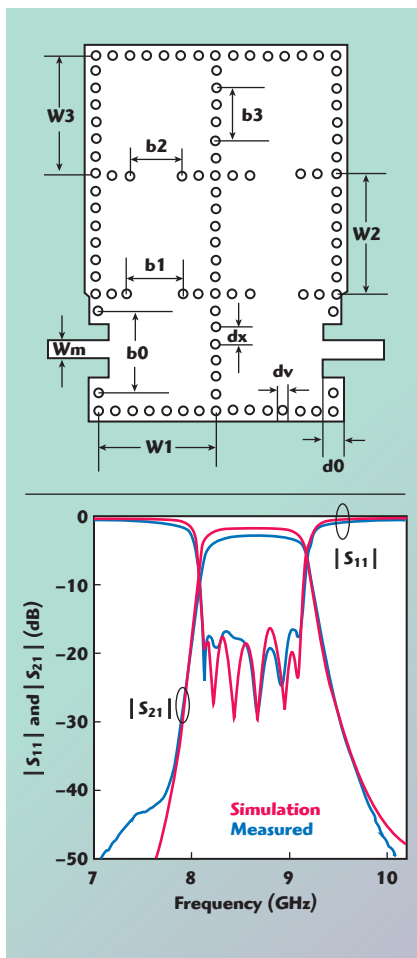 W3
b3
b2
W2
b1
Wm
b0
dx
dv
W1
d0
0
-10
-20
-30
-40
-50
|S11| and |S21| (dB)
|S11|
|S21|
Simulation
Measured
7
8
9
10
Frequency (GHz)